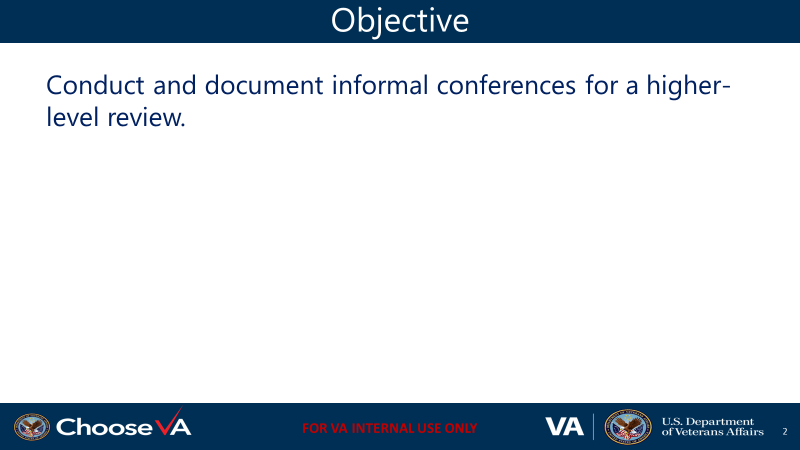 Objective
Conduct and document informal conferences for a higher-
level review.
ChooseVA
FOR VA INTERNAL USE ONLY
VA
U.S. Department
of Veterans Affairs
2